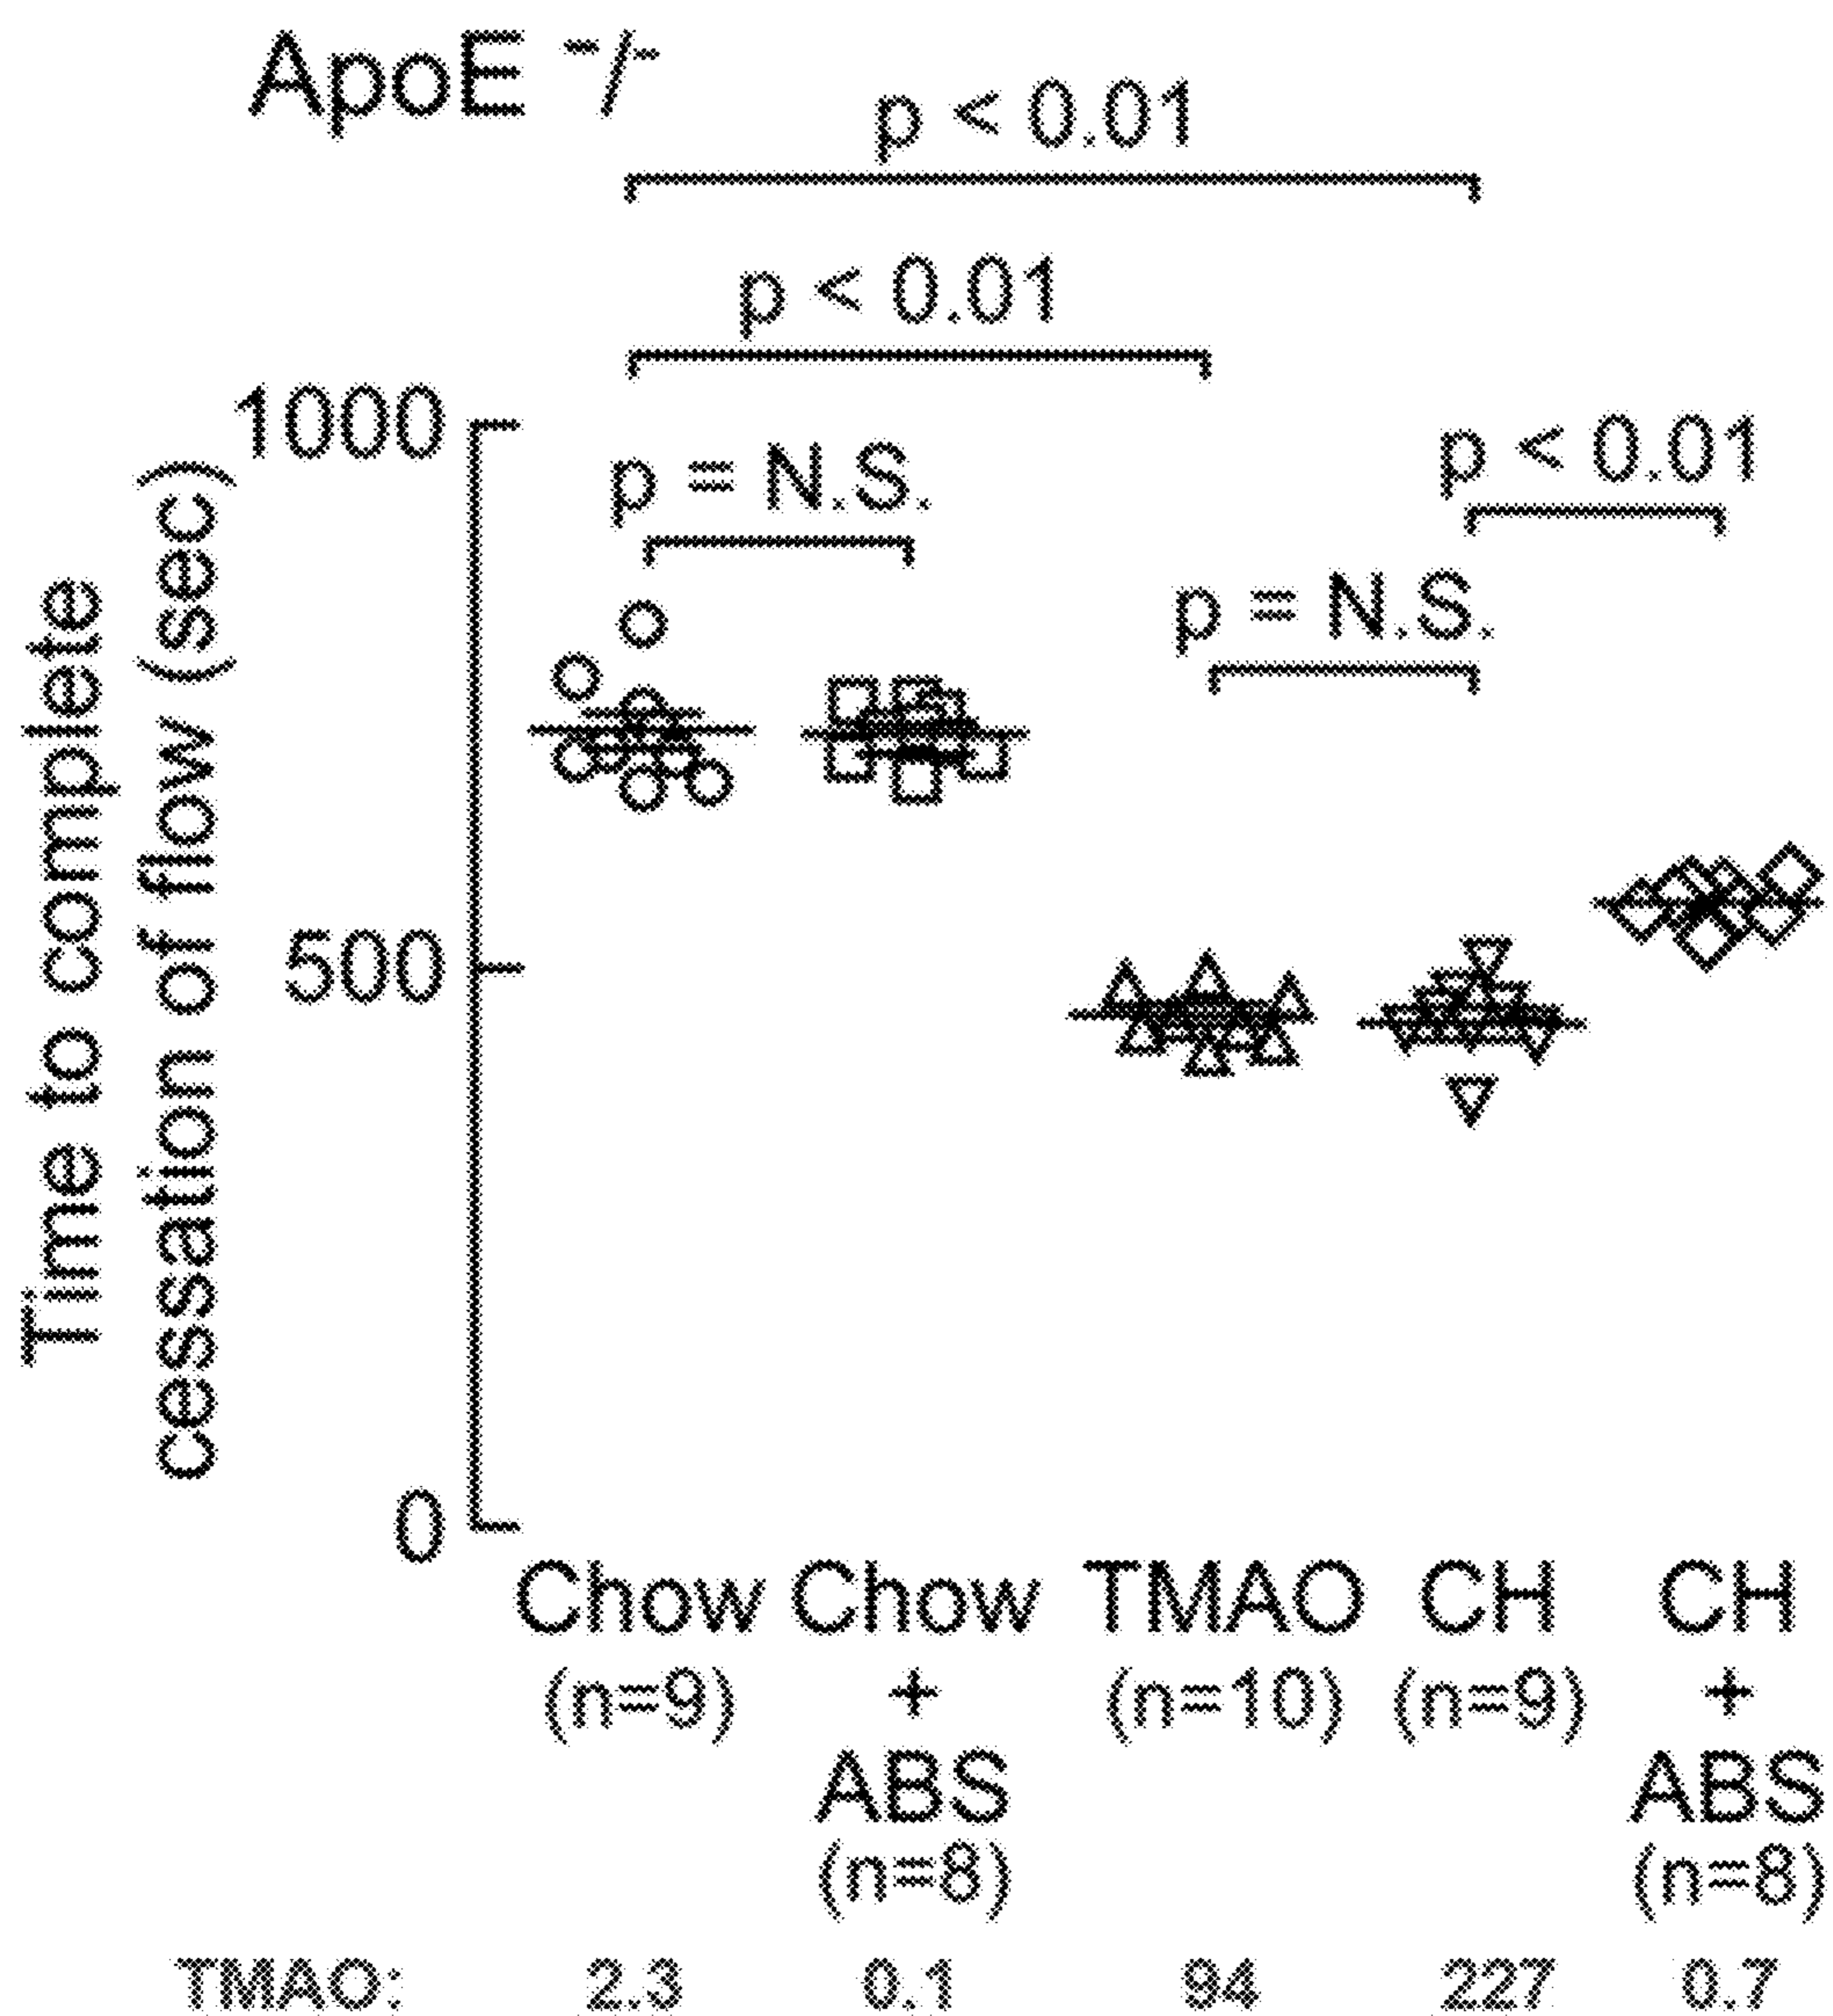 ApoE -/-
p < 0.01
p < 0.01
p = N.S.
p < 0.01
p = N.S.
Time to complete
cessation of flow (sec)
1000
500
0
Chow Chow TMAO CH CH
(n=9) + (n=10) (n=9) +
ABS ABS
(n=8) (n=8)
TMAO: 2.3 0.1 94 227 0.7